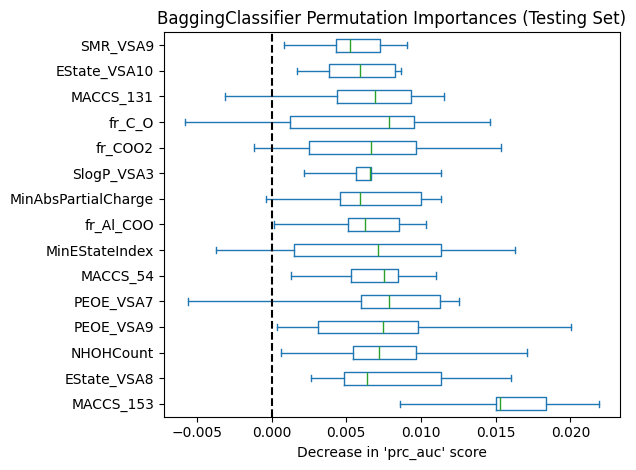 BaggingClassifier Permutation Importances (Testing Set)
SMR_VSA9
EState_VSA10
MACCS_131
fr_C_O
fr_COO2
SlogP_VSA3
MinAbsPartialCharge
fr_Al_COO
MinEStateIndex
MACCS_54
PEOE_VSA7
PEOE_VSA9
NHOHCount
EState_VSA8
MACCS_153
−0.005 0.000 0.005 0.010 0.015 0.020
Decrease in 'prc_auc' score